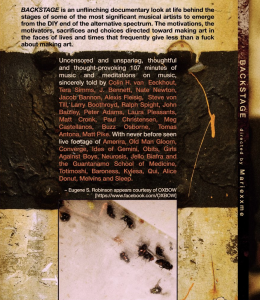 BACKSTAGE is an unflinching documentary look at life behind the
stages of some of the most significant musical artists to emerge
from the DIY end of the alternative spectrum. The motivations, the
motivators, sacrifices and choices directed toward making art in
the faces of lives and times that frequently give less than a fuck
about making art.
Uncensored and unsparing, thoughtful
and thought-provoking 107 minutes of
music and meditations on music,
sincerely told by Colin H. van. Eeckhout,
Tara Simms, J. Bennett, Nate Newton,
Jacob Bannon, Alexis Fleisig, Steve von
Till, Larry Boothroyd, Ralph Spight, John
Baizley, Peter Adams, Laura Pleasants,
Matt Cronk, Paul Christensen, Meg
Castellanos, Bozz Osborne, Tomas
Antona, Matt Pike. With never before seen
live footage of Amenra, Old Man Gloom,
Converge, Ides of Gemini, Obits, Girls
Against Boys, Neurosis, Jello Biafra and
the Guantanamo School of Medicine,
Totimoshi, Baroness, Kylesa, Qui, Alice
Donut, Melvins and Sleep.
~ Eugene S. Robinson appears courtesy of OXBOW
[https://www.facebook.com/OXBOW]
BACKSTAGE
directed by Mariexxme